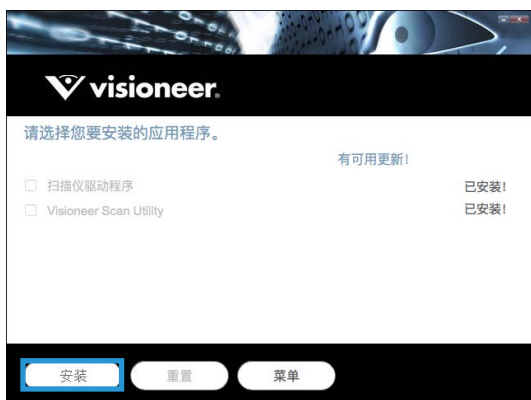 visioneer®
请选择您要安装的应用程序。
有可用更新！
扫描仪驱动程序 已安装！
Visioneer Scan Utility 已安装！
安装 重置 菜单